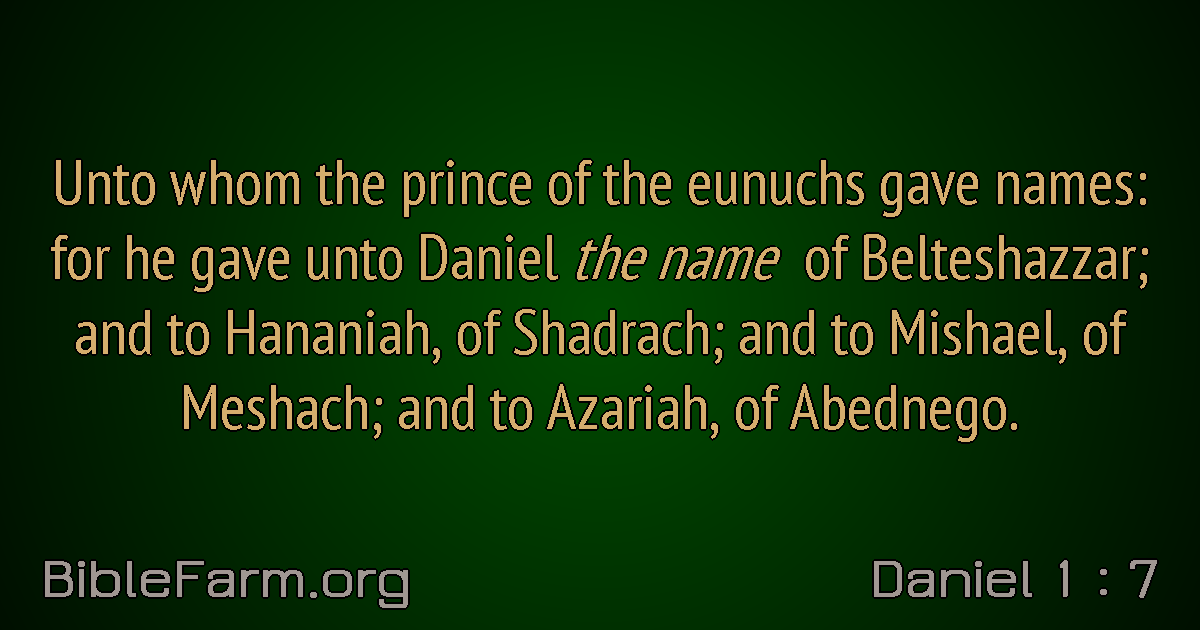 Unto whom the prince of the eunuchs gave names:
for he gave unto Daniel the name of Belteshazzar;
and to Hananiah, of Shadrach; and to Mishael, of
Meshach; and to Azariah, of Abednego.
BibleFarm.org
Daniel 1 : 7